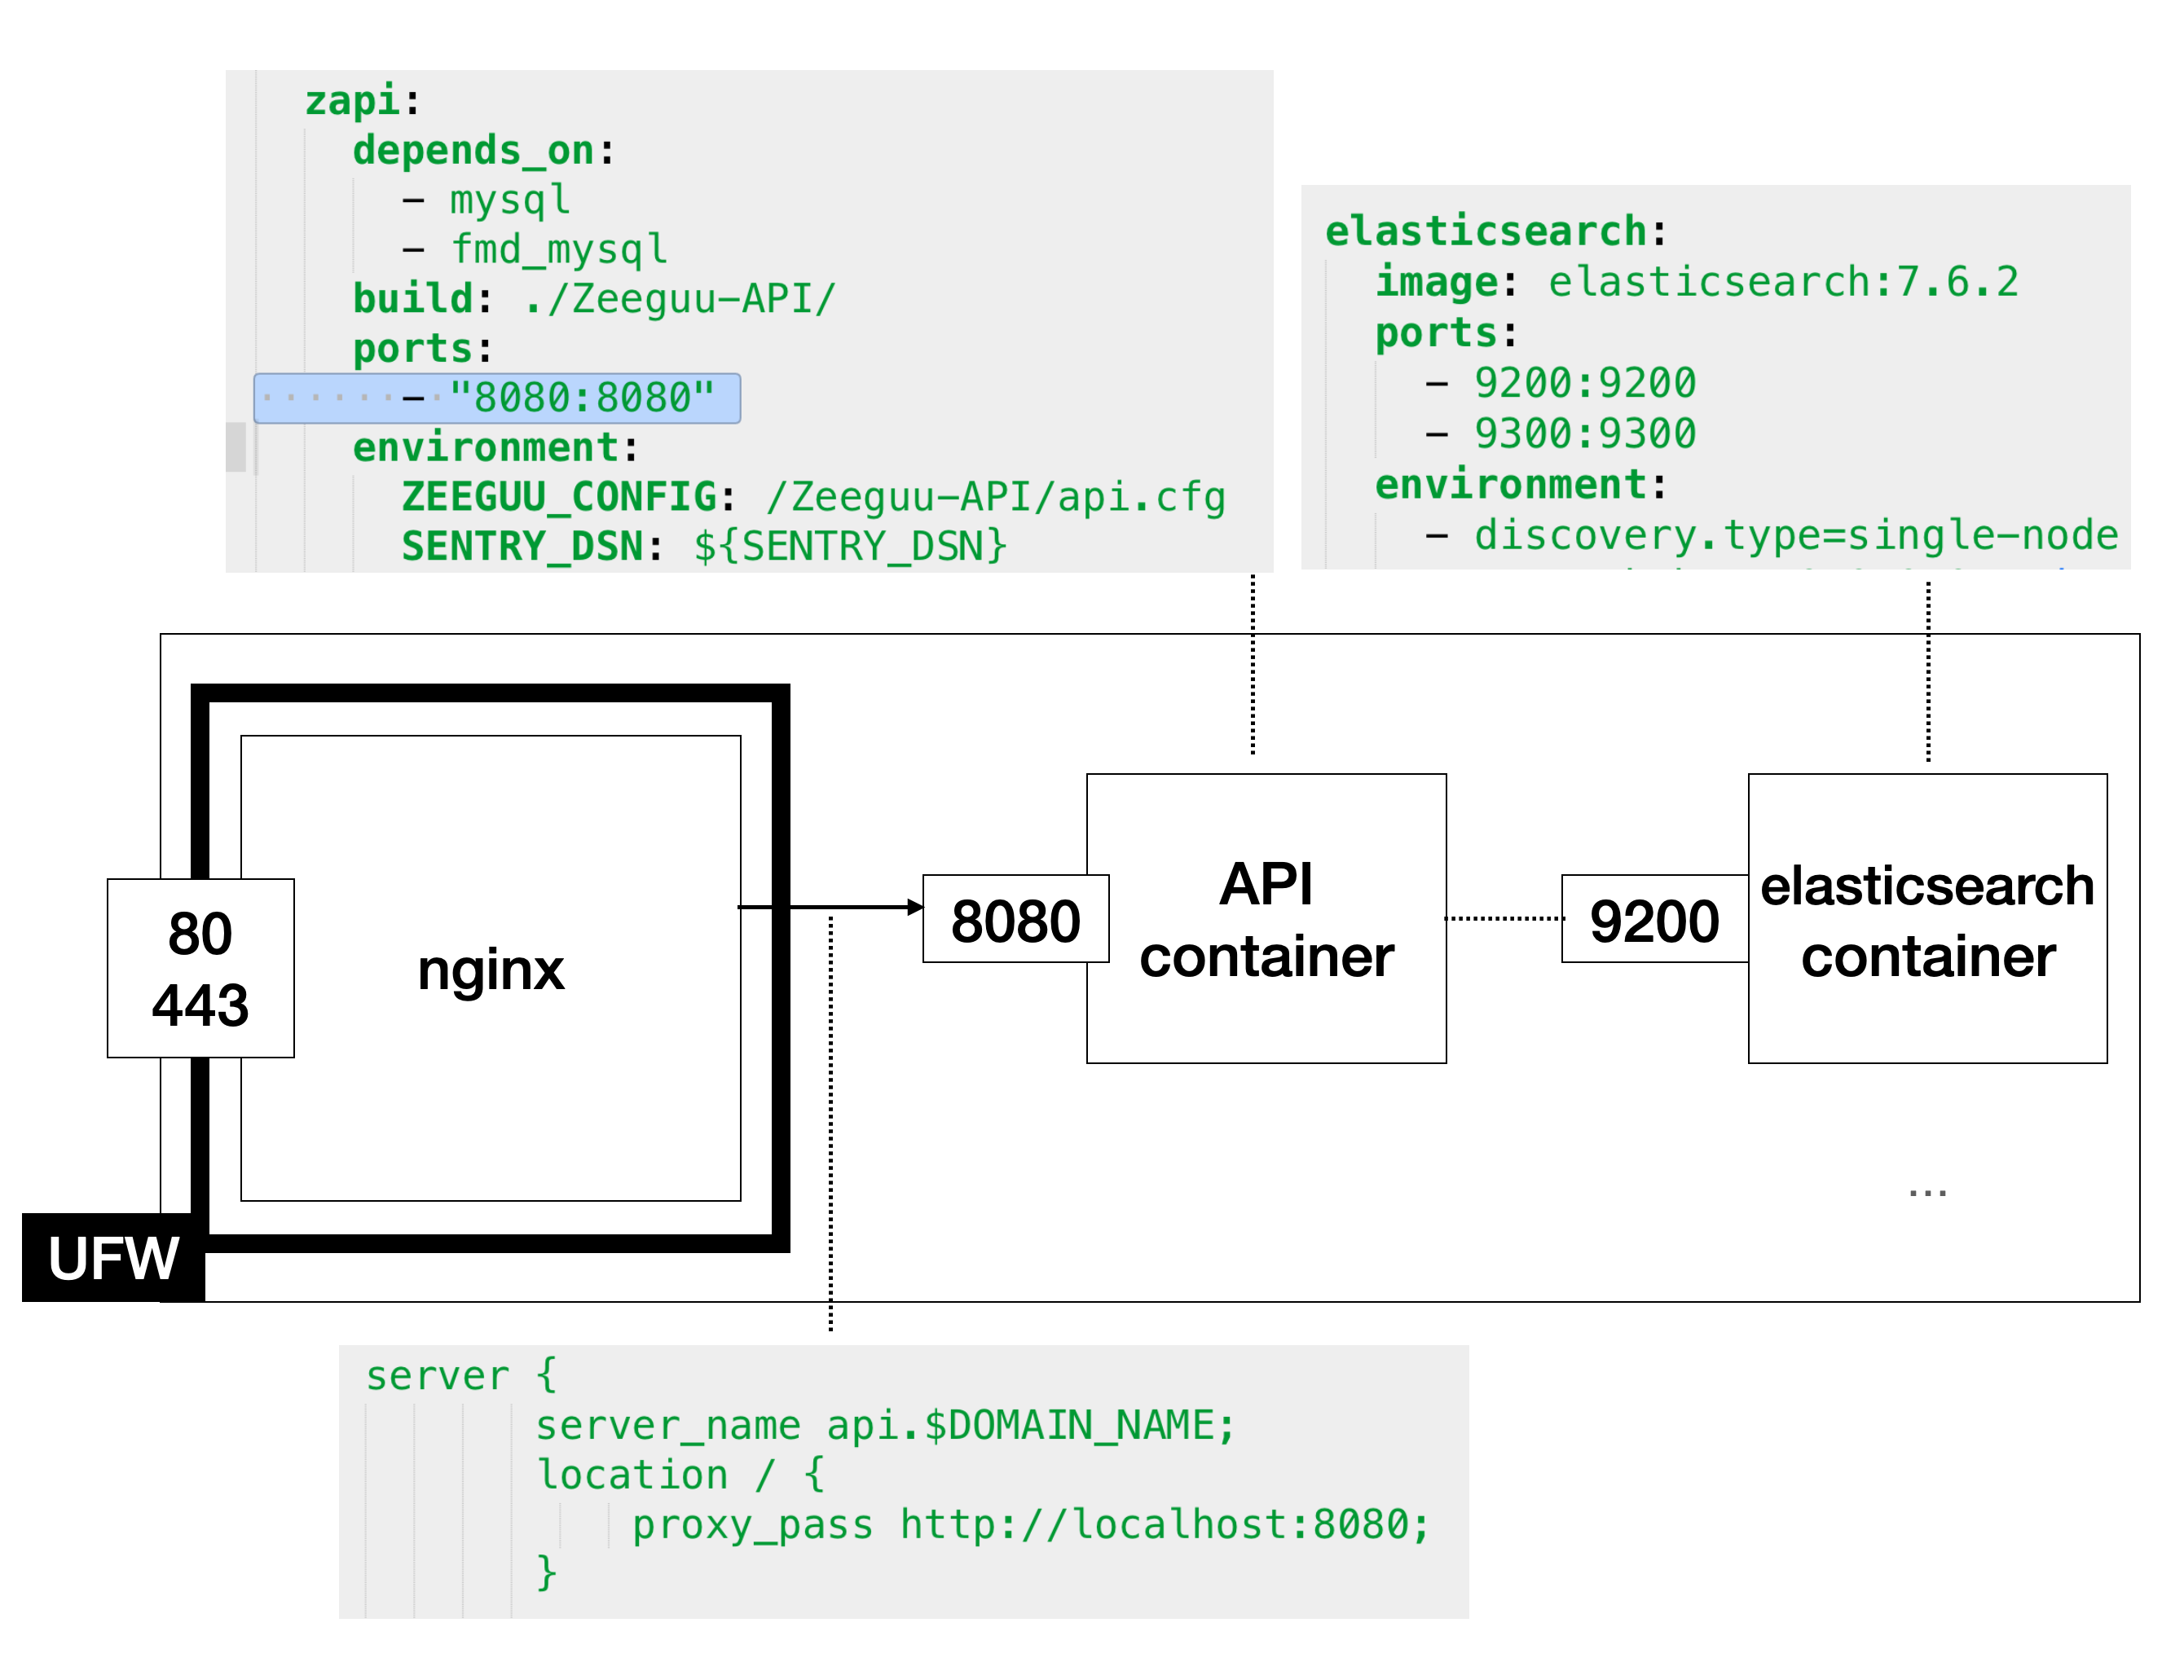 zapi:
depends_on:
- mysql
- fmd_mysql
build: ./Zeeguu-API/
ports:
- "8080:8080"
environment:
ZEEGUU_CONFIG: /Zeeguu-API/api.cfg
SENTRY_DSN: ${SENTRY_DSN}
elasticsearch:
image: elasticsearch:7.6.2
ports:
- 9200:9200
- 9300:9300
environment:
- discovery.type=single-node
80
443
nginx
8080
API
container
9200
elasticsearch
container
...
UFW
server {
server_name api.$DOMAIN_NAME;
location / {
proxy_pass http://localhost:8080;
}